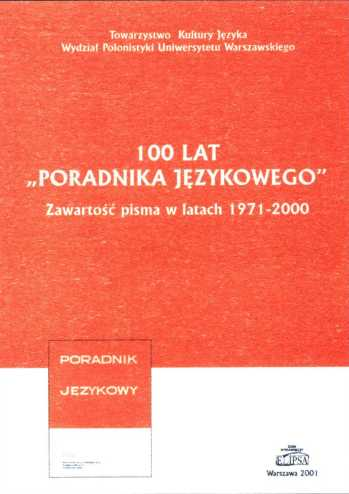 Towarzystwo Kultury Języka
Wydział Polonistyki Uniwersytetu Warszawskiego
100 LAT
„PORADNIKA JĘZYKOWEGO”
Zawartość pisma w latach 1971-2000
PORADNIK
JĘZYKOWY
ELIPSA
Warszawa 2001